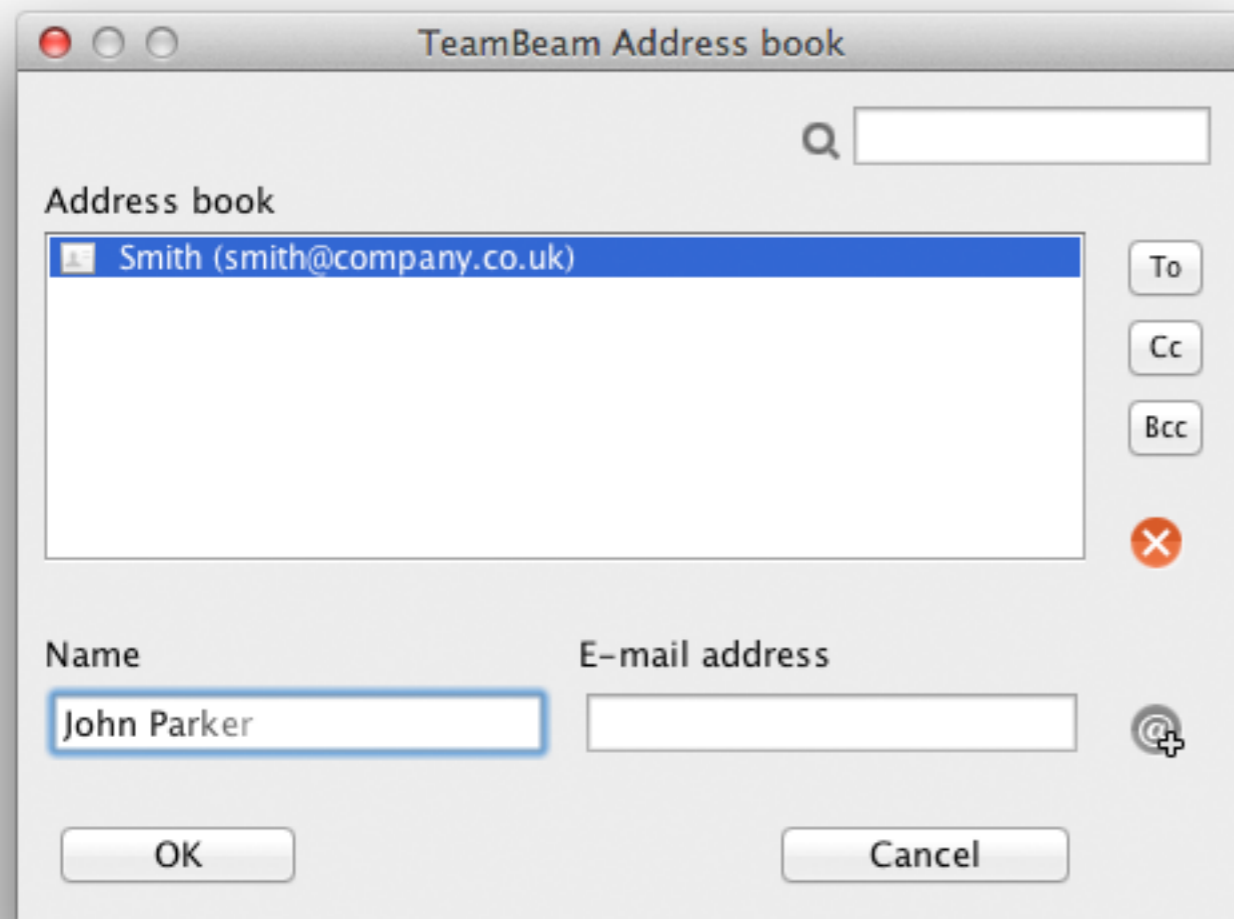 TeamBeam Address book
Address book
Smith (smith@company.co.uk)
To
Cc
Bcc
Name
E-mail address
John Parker
@
OK
Cancel